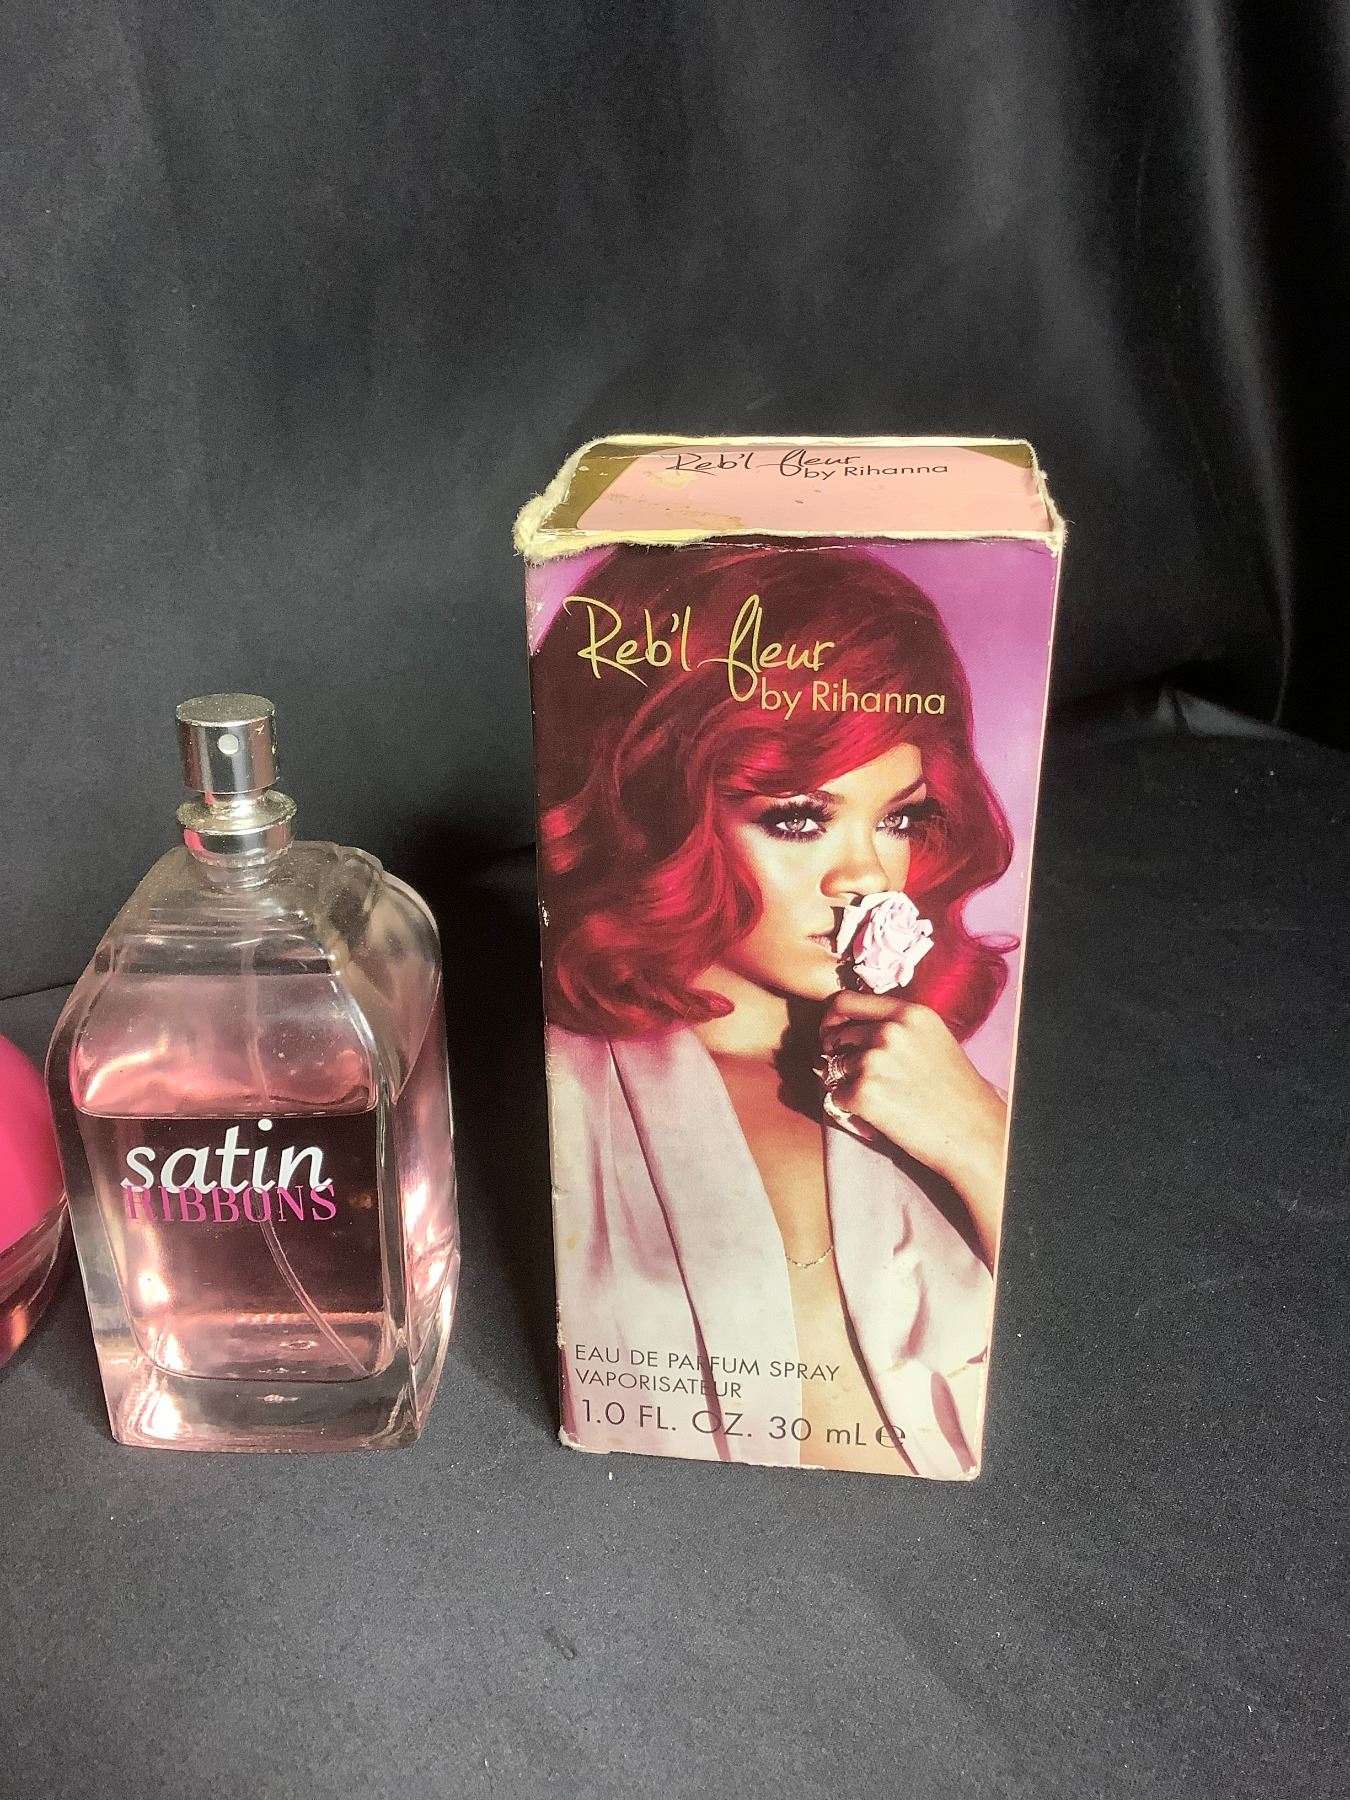 Reb'l fleur
by Rihanna
Reb'l fleur
by Rihanna
satin
RIBBONS
EAU DE PARFUM SPRAY
VAPORISATEUR
1.0 FL. OZ. 30 mL ℮